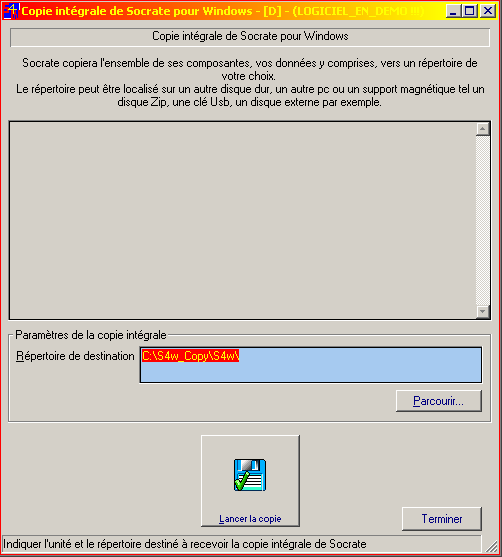 Copie intégrale de Socrate pour Windows - [D] - (LOGICIEL_EN_DEMO !!!)
Copie intégrale de Socrate pour Windows
Socrate copiera l'ensemble de ses composantes, vos données y comprises, vers un répertoire de
votre choix.
Le répertoire peut être localisé sur un autre disque dur, un autre pc ou un support magnétique tel un
disque Zip, une clé Usb, un disque externe par exemple.
Paramètres de la copie intégrale
Répertoire de destination C:\S4w_Copy\S4w\
Parcourir...
Lancer la copie
Terminer
Indiquer l'unité et le répertoire destiné à recevoir la copie intégrale de Socrate